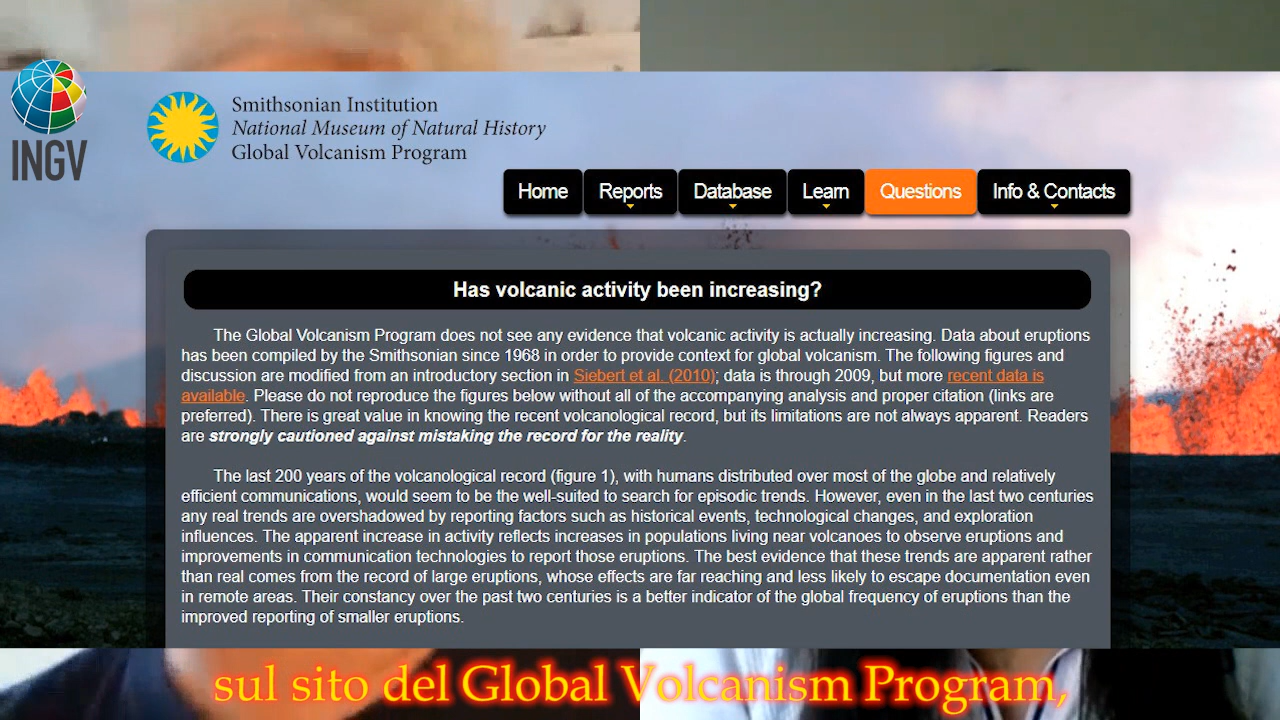 INGV
Smithsonian Institution
National Museum of Natural History
Global Volcanism Program
Home Reports Database Learn Questions Info & Contacts
Has volcanic activity been increasing?
The Global Volcanism Program does not see any evidence that volcanic activity is actually increasing. Data about eruptions
has been compiled by the Smithsonian since 1968 in order to provide context for global volcanism. The following figures and
discussion are modified from an introductory section in Siebert et al. (2010); data is through 2009, but more recent data is
available. Please do not reproduce the figures below without all of the accompanying analysis and proper citation (links are
preferred). There is great value in knowing the recent volcanological record, but its limitations are not always apparent. Readers
are strongly cautioned against mistaking the record for the reality.
The last 200 years of the volcanological record (figure 1), with humans distributed over most of the globe and relatively
efficient communications, would seem to be the well-suited to search for episodic trends. However, even in the last two centuries
any real trends are overshadowed by reporting factors such as historical events, technological changes, and exploration
influences. The apparent increase in activity reflects increases in populations living near volcanoes to observe eruptions and
improvements in communication technologies to report those eruptions. The best evidence that these trends are apparent rather
than real comes from the record of large eruptions, whose effects are far reaching and less likely to escape documentation even
in remote areas. Their constancy over the past two centuries is a better indicator of the global frequency of eruptions than the
improved reporting of smaller eruptions.
sul sito del Global Volcanism Program,